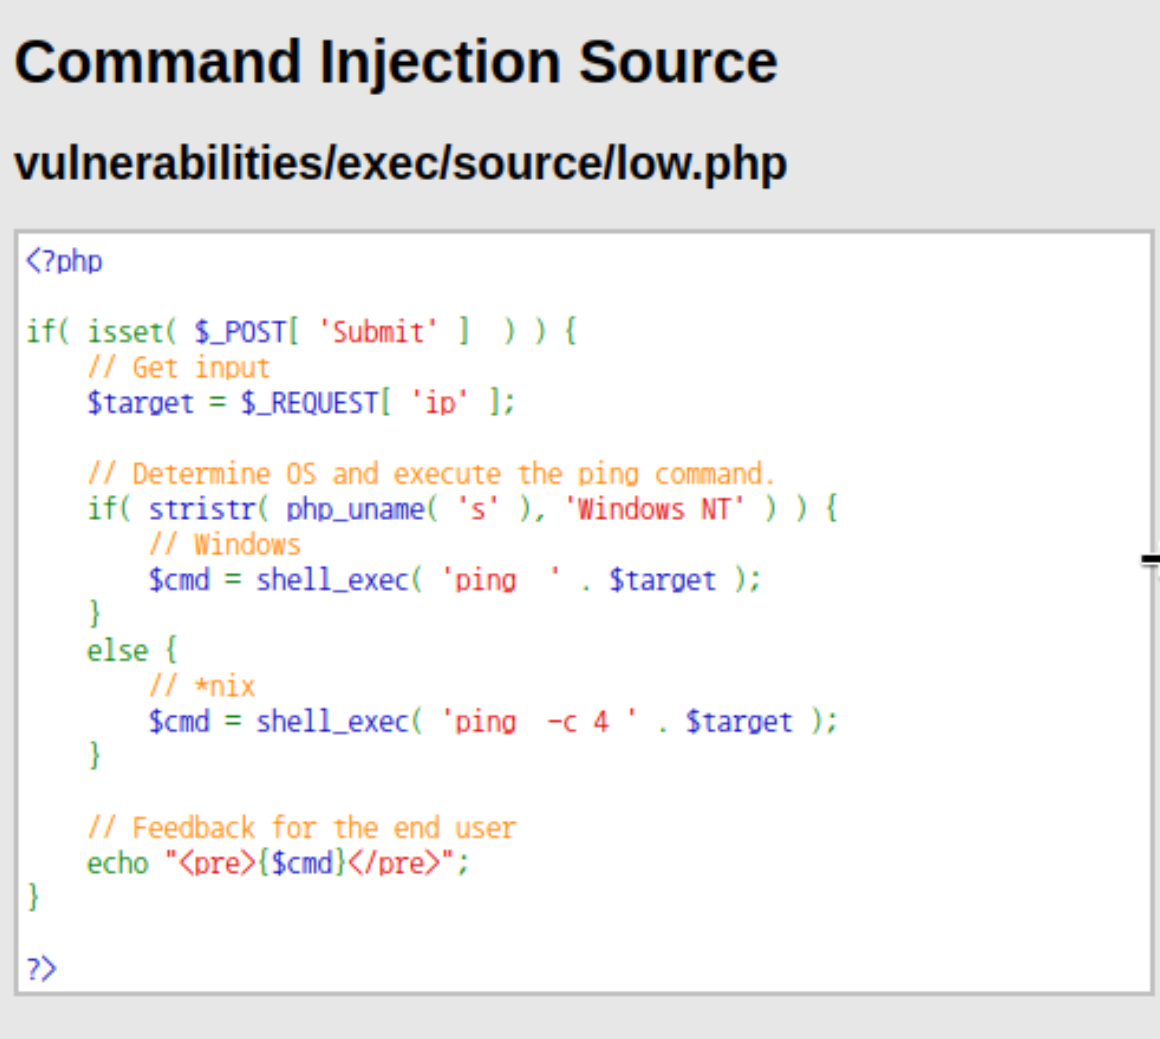 Command Injection Source
vulnerabilities/exec/source/low.php
<?php
if( isset( $_POST[ 'Submit' ]  ) ) {
    // Get input
    $target = $_REQUEST[ 'ip' ];
    // Determine OS and execute the ping command.
    if( stristr( php_uname( 's' ), 'Windows NT' ) ) {
        // Windows
        $cmd = shell_exec( 'ping  ' . $target );
    }
    else {
        // *nix
        $cmd = shell_exec( 'ping  -c 4 ' . $target );
    }
    // Feedback for the end user
    echo "<pre>{$cmd}</pre>";
}
?>